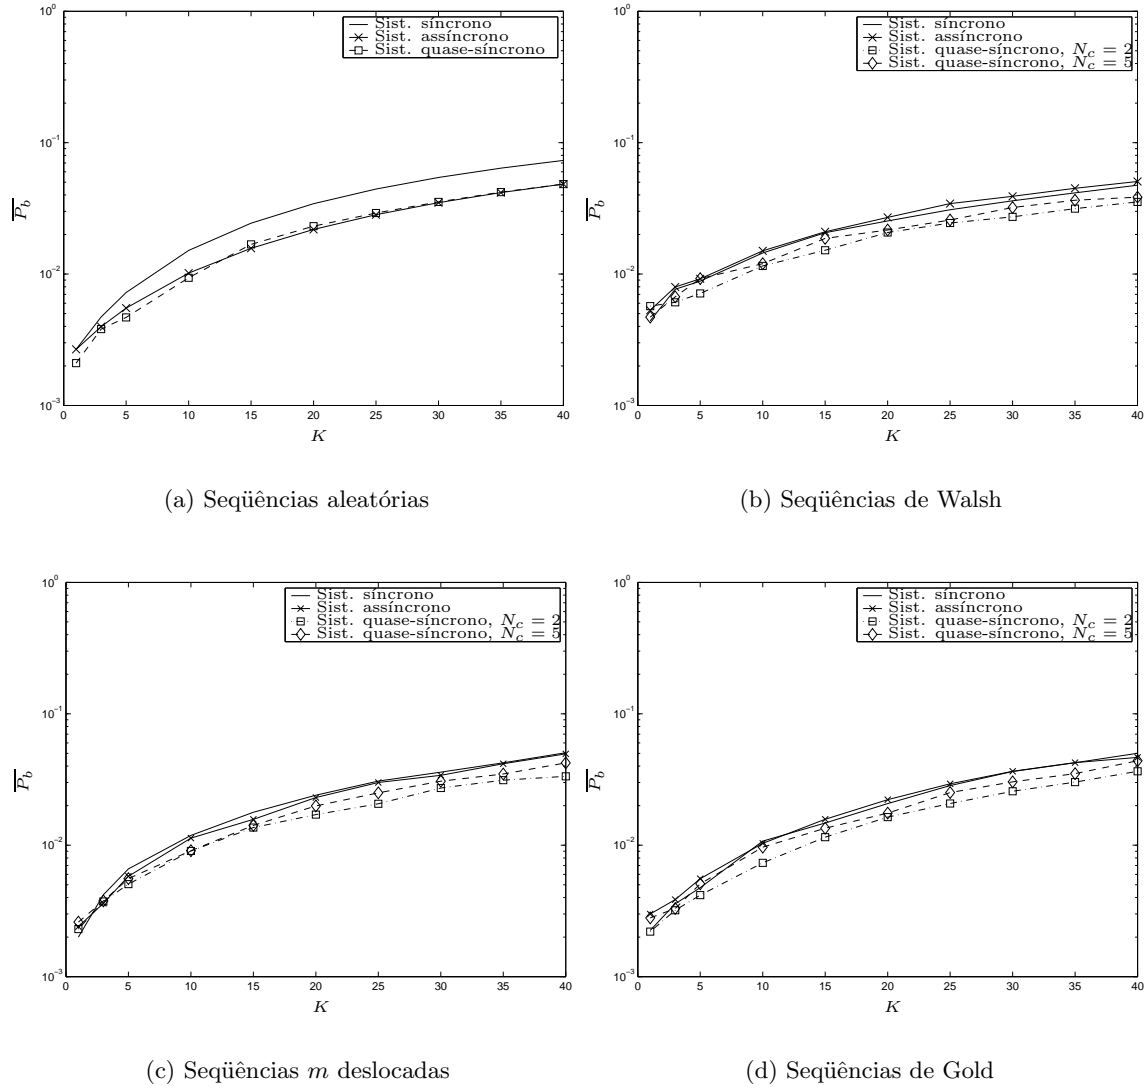 10^0
Sist. síncrono
Sist. assíncrono
Sist. quase-síncrono
10^-1
10^-2
10^-3
\overline{P_b}
0 5 10 15 20 25 30 35 40
K
(a) Seqüências aleatórias
10^0
Sist. síncrono
Sist. assíncrono
Sist. quase-síncrono, N_c = 2
Sist. quase-síncrono, N_c = 5
10^-1
10^-2
10^-3
\overline{P_b}
0 5 10 15 20 25 30 35 40
K
(b) Seqüências de Walsh
10^0
Sist. síncrono
Sist. assíncrono
Sist. quase-síncrono, N_c = 2
Sist. quase-síncrono, N_c = 5
10^-1
10^-2
10^-3
\overline{P_b}
0 5 10 15 20 25 30 35 40
K
(c) Seqüências m deslocadas
10^0
Sist. síncrono
Sist. assíncrono
Sist. quase-síncrono, N_c = 2
Sist. quase-síncrono, N_c = 5
10^-1
10^-2
10^-3
\overline{P_b}
0 5 10 15 20 25 30 35 40
K
(d) Seqüências de Gold